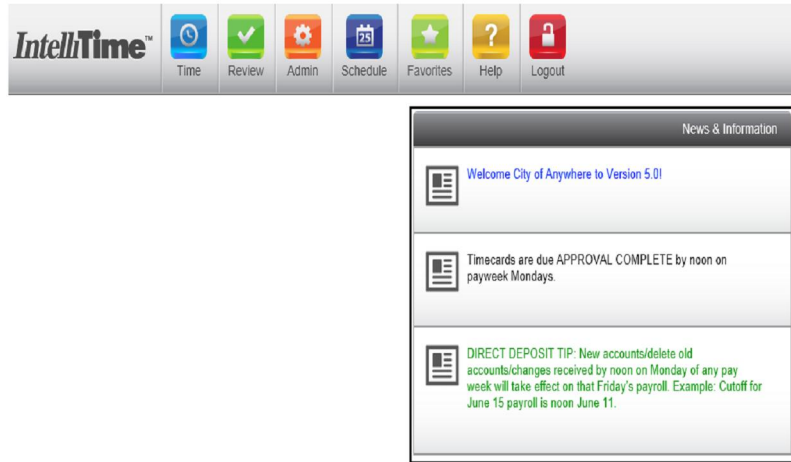 IntelliTime™
25
?
Time Review Admin Schedule Favorites Help Logout
News & Information
Welcome City of Anywhere to Version 5.0!
Timecards are due APPROVAL COMPLETE by noon on
payweek Mondays.
DIRECT DEPOSIT TIP: New accounts/delete old
accounts/changes received by noon on Monday of any pay
week will take effect on that Friday's payroll. Example: Cutoff for
June 15 payroll is noon June 11.